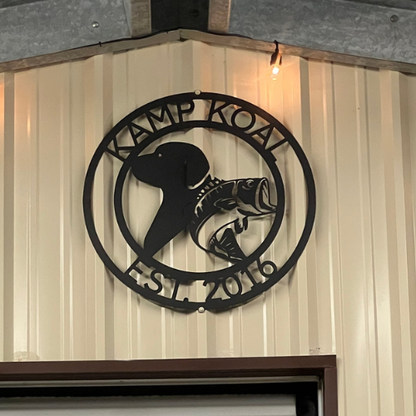 KAMP KOAL
EST. 2016